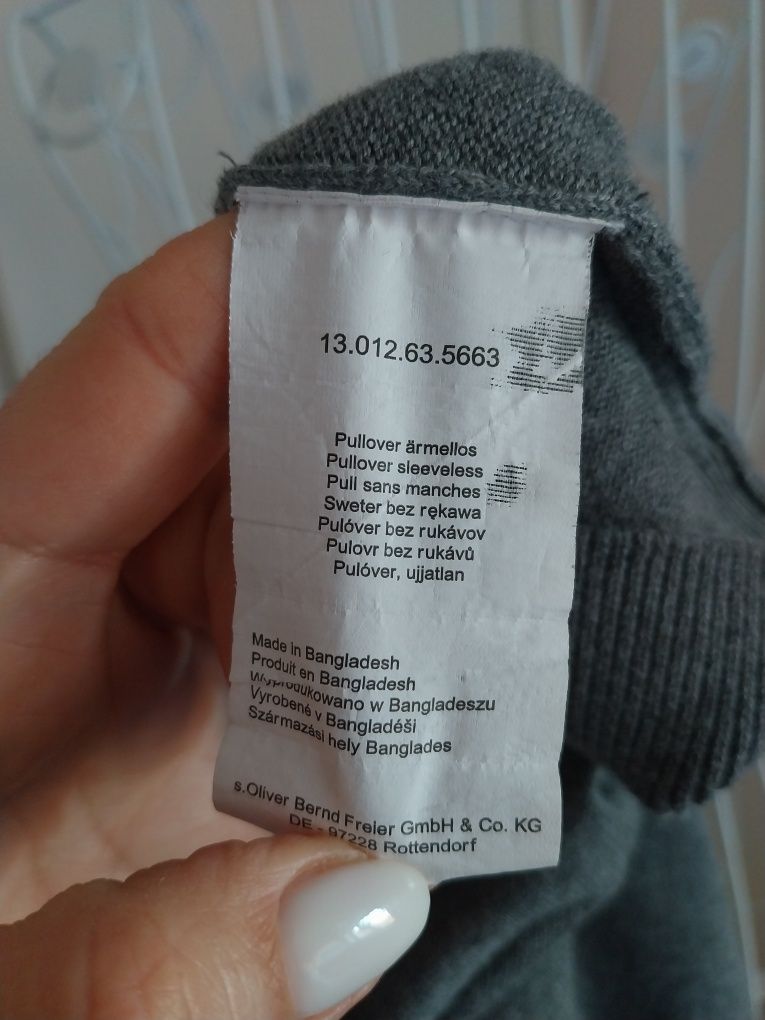 13.012.63.5663
Pullover ärmellos
Pullover sleeveless
Pull sans manches
Sweter bez rękawa
Pulóver bez rukávov
Pulovr bez rukávů
Pulóver, ujjatlan
Made in Bangladesh
Produit en Bangladesh
Wyprodukowano w Bangladeszu
Vyrobené v Bangladéši
Származási hely Banglades
s.Oliver Bernd Freier GmbH & Co. KG
DE - 97228 Rottendorf